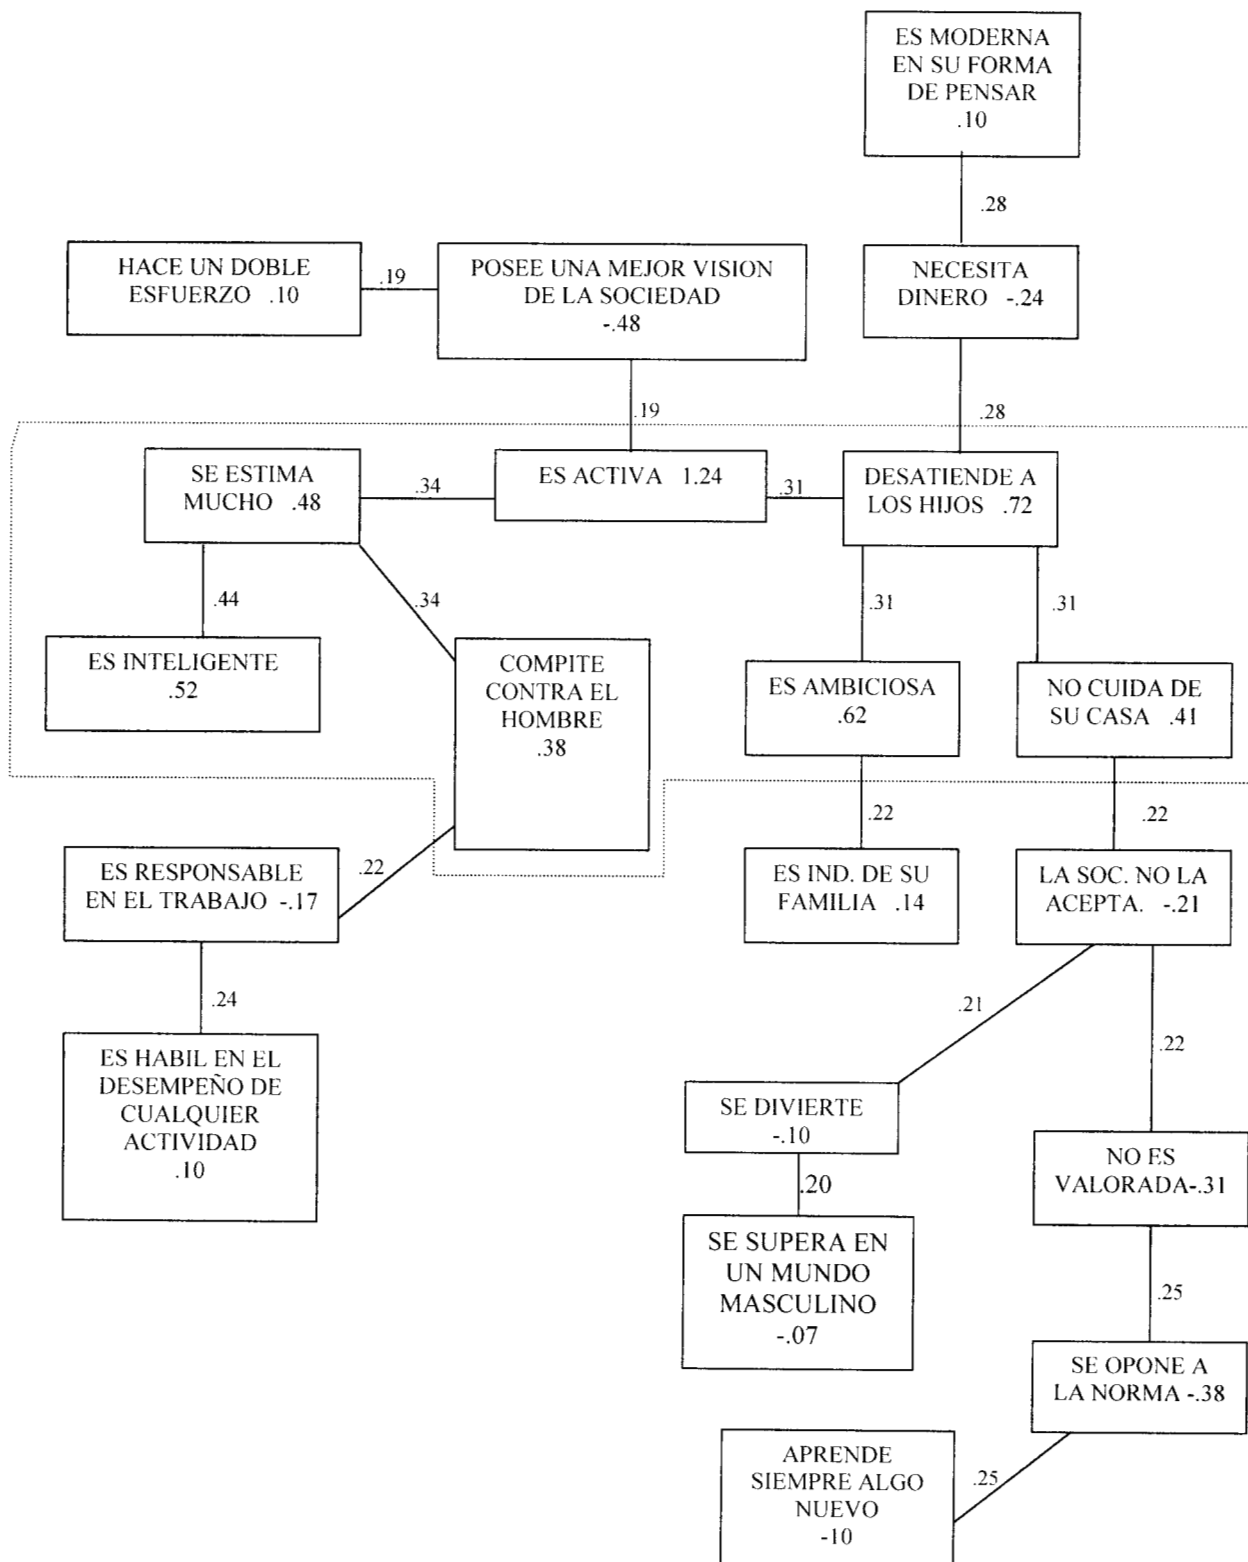 ES MODERNA
EN SU FORMA
DE PENSAR
.10
.28
HACE UN DOBLE
ESFUERZO .10
.19
POSEE UNA MEJOR VISION
DE LA SOCIEDAD
-.48
NECESITA
DINERO -.24
.19
.28
SE ESTIMA
MUCHO .48
.34
ES ACTIVA 1.24
.31
DESATIENDE A
LOS HIJOS .72
.44
.34
.31
.31
ES INTELIGENTE
.52
COMPITE
CONTRA EL
HOMBRE
.38
ES AMBICIOSA
.62
NO CUIDA DE
SU CASA .41
.22
.22
ES RESPONSABLE
EN EL TRABAJO -.17
.22
ES IND. DE SU
FAMILIA .14
LA SOC. NO LA
ACEPTA. -.21
.24
.21
.22
ES HABIL EN EL
DESEMPEÑO DE
CUALQUIER
ACTIVIDAD
.10
SE DIVIERTE
-.10
NO ES
VALORADA-.31
.20
SE SUPERA EN
UN MUNDO
MASCULINO
-.07
.25
SE OPONE A
LA NORMA -.38
.25
APRENDE
SIEMPRE ALGO
NUEVO
-10